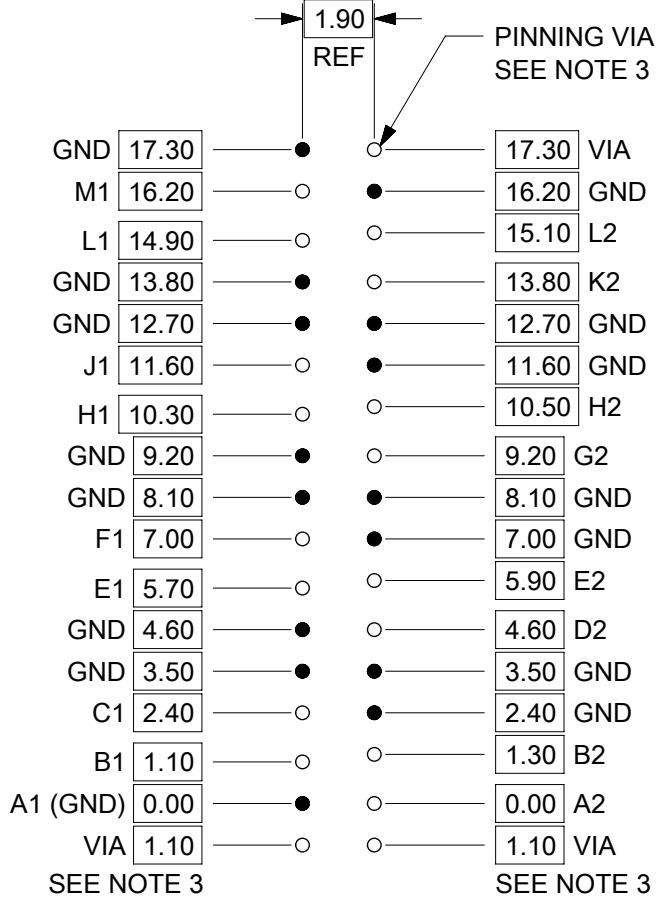 1.90
REF
PINNING VIA
SEE NOTE 3
GND 17.30 17.30 VIA
M1 16.20 16.20 GND
L1 14.90 15.10 L2
GND 13.80 13.80 K2
GND 12.70 12.70 GND
J1 11.60 11.60 GND
H1 10.30 10.50 H2
GND 9.20 9.20 G2
GND 8.10 8.10 GND
F1 7.00 7.00 GND
E1 5.70 5.90 E2
GND 4.60 4.60 D2
GND 3.50 3.50 GND
C1 2.40 2.40 GND
B1 1.10 1.30 B2
A1 (GND) 0.00 0.00 A2
VIA 1.10 1.10 VIA
SEE NOTE 3 SEE NOTE 3